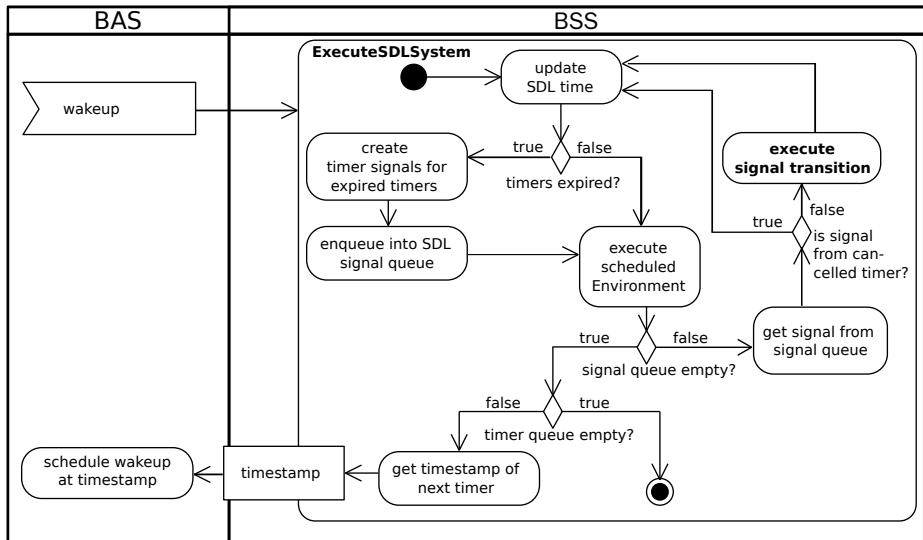 BAS
BSS
ExecuteSDLSystem
wakeup
update
SDL time
create
timer signals for
expired timers
true
false
timers expired?
execute
signal transition
true
false
is signal
from can-
celled timer?
enqueue into SDL
signal queue
execute
scheduled
Environment
get signal from
signal queue
true
false
signal queue empty?
false
true
timer queue empty?
schedule wakeup
at timestamp
timestamp
get timestamp of
next timer